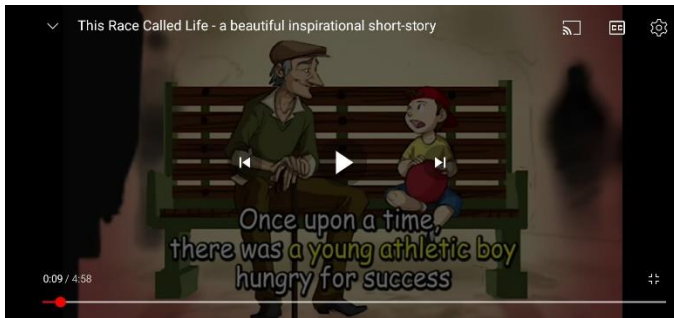 This Race Called Life - a beautiful inspirational short-story
CC
Once upon a time,
there was a young athletic boy
hungry for success
0:09 / 4:58